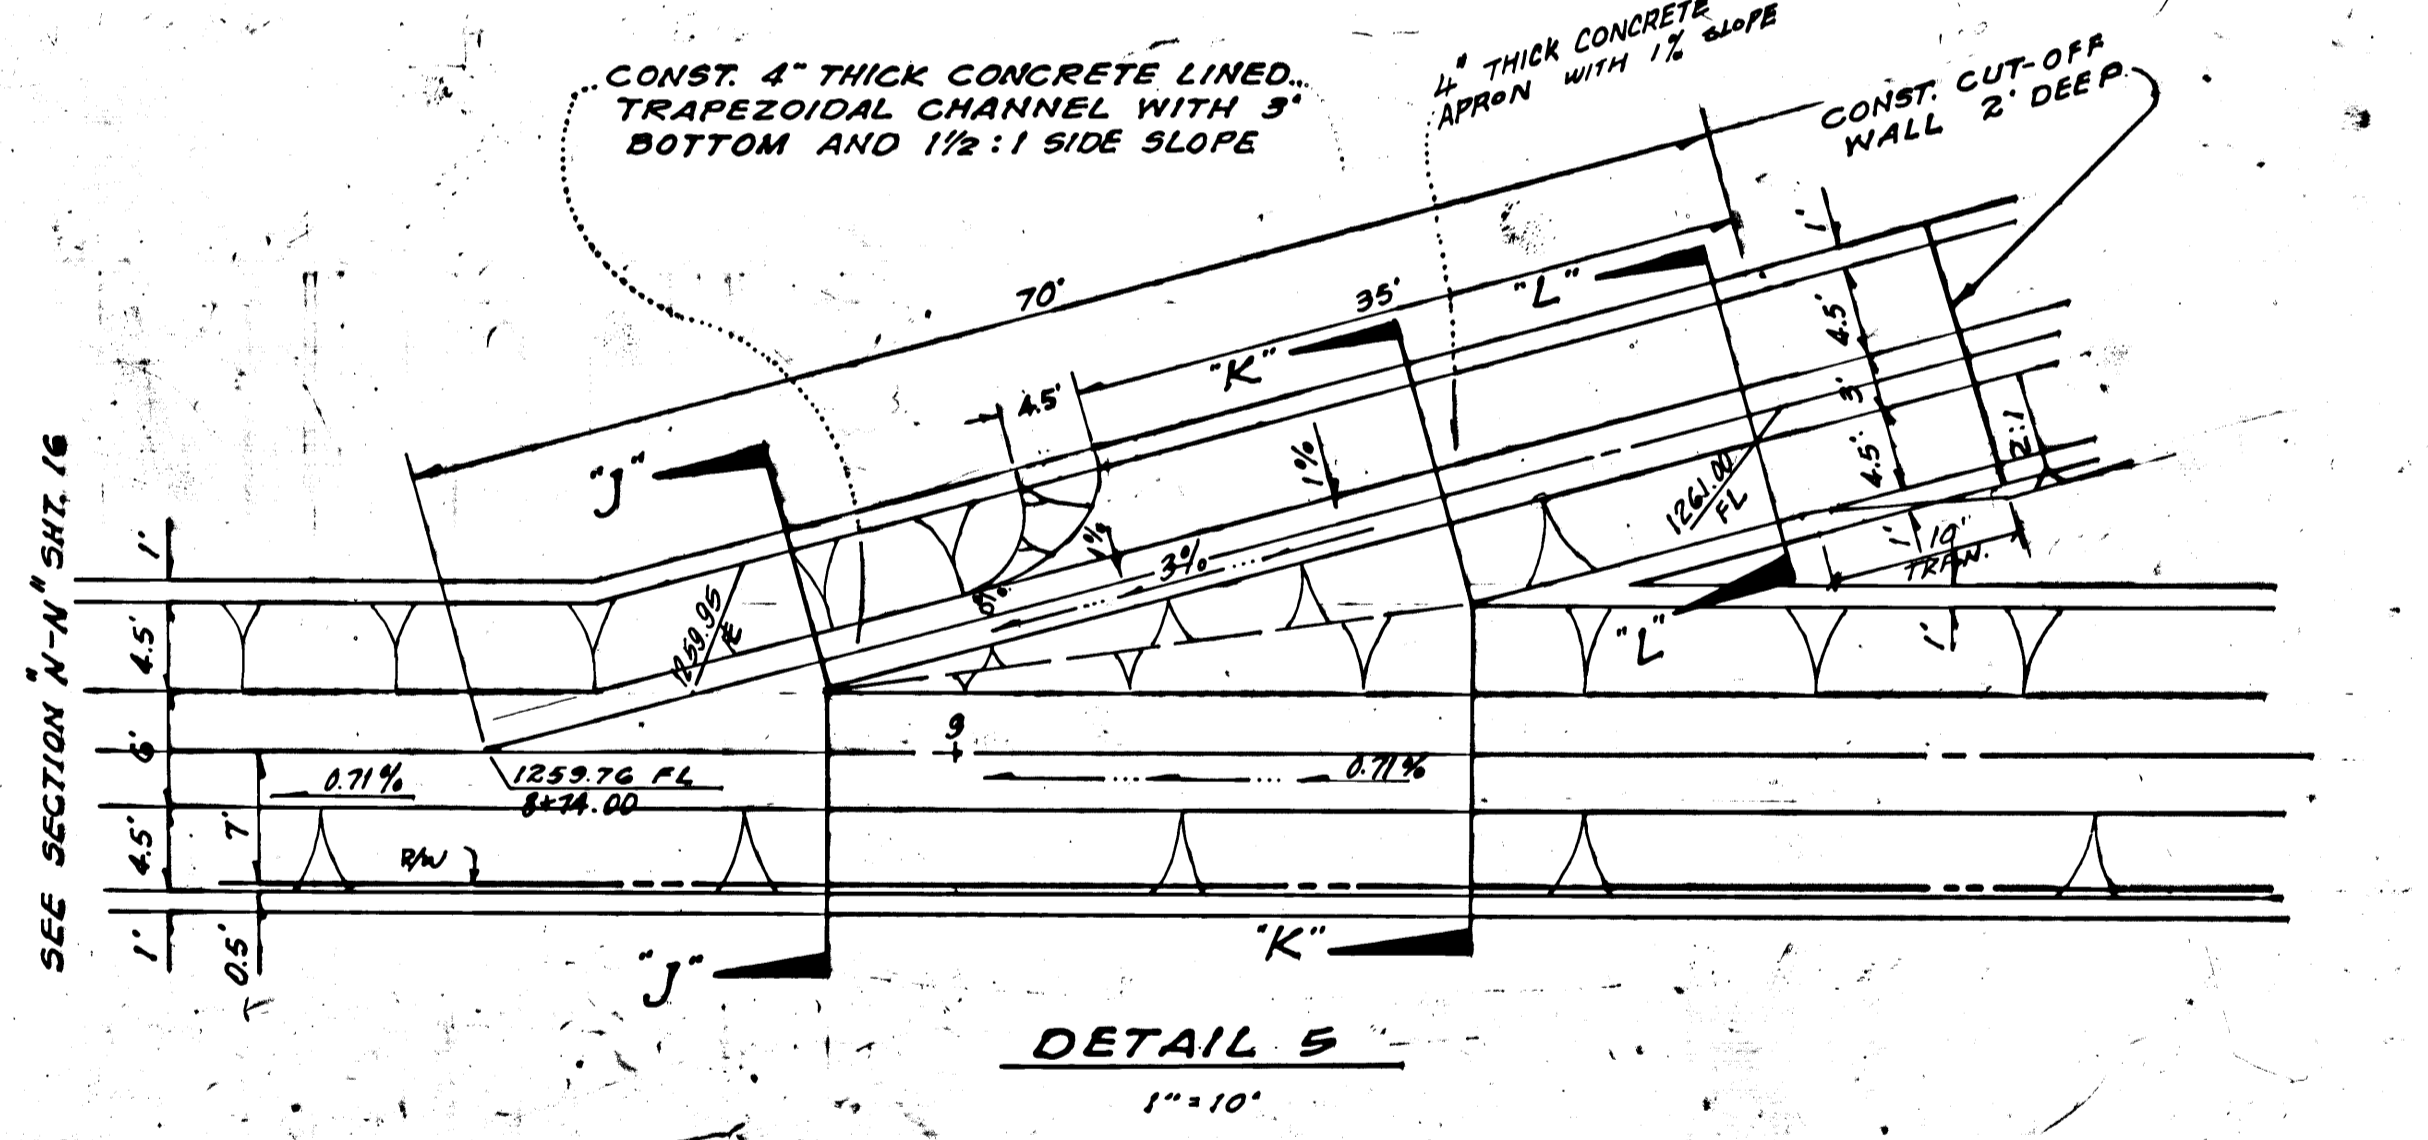 CONST. 4" THICK CONCRETE LINED
TRAPEZOIDAL CHANNEL WITH 3'
BOTTOM AND 1½:1 SIDE SLOPE
4" THICK CONCRETE
APRON WITH 1% SLOPE
CONST. CUT-OFF
WALL 2' DEEP
70'
35'
4.5'
"J"
"K"
"L"
1'
4.5'
3'
4.5'
2:1
1'
10'
TRAN.
1%
1%
3%
1261.00
FL
1259.95
SEE SECTION "N-N" SHT. 16
1'
4.5'
6'
4.5'
1'
7'
0.5'
0.71%
1259.76 FL
8+74.00
R/W
0.71%
"L"
1'
"J"
"K"
DETAIL 5
1"=10'